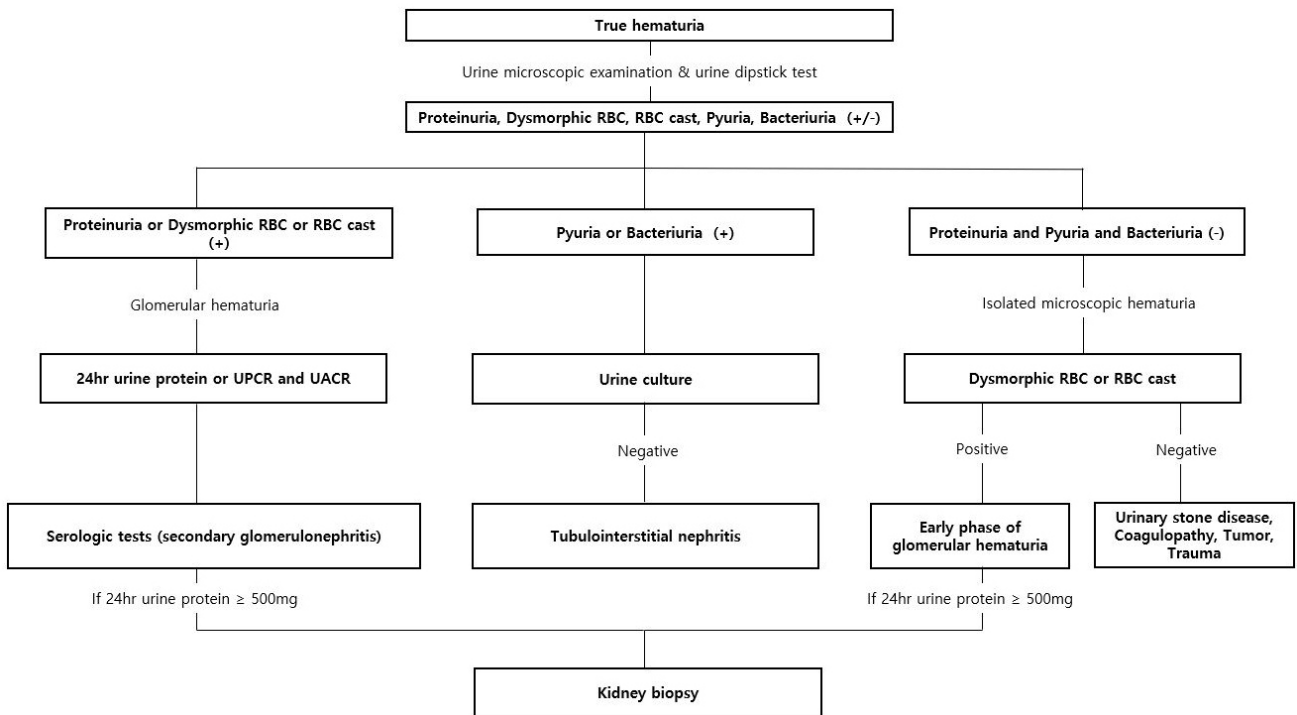 True hematuria
Urine microscopic examination & urine dipstick test
Proteinuria, Dysmorphic RBC, RBC cast, Pyuria, Bacteriuria (+/-)
Proteinuria or Dysmorphic RBC or RBC cast
(+)
Pyuria or Bacteriuria (+)
Proteinuria and Pyuria and Bacteriuria (-)
Glomerular hematuria
Isolated microscopic hematuria
24hr urine protein or UPCR and UACR
Urine culture
Dysmorphic RBC or RBC cast
Negative
Positive
Negative
Serologic tests (secondary glomerulonephritis)
Tubulointerstitial nephritis
Early phase of
glomerular hematuria
Urinary stone disease,
Coagulopathy, Tumor,
Trauma
If 24hr urine protein ≥ 500mg
If 24hr urine protein ≥ 500mg
Kidney biopsy